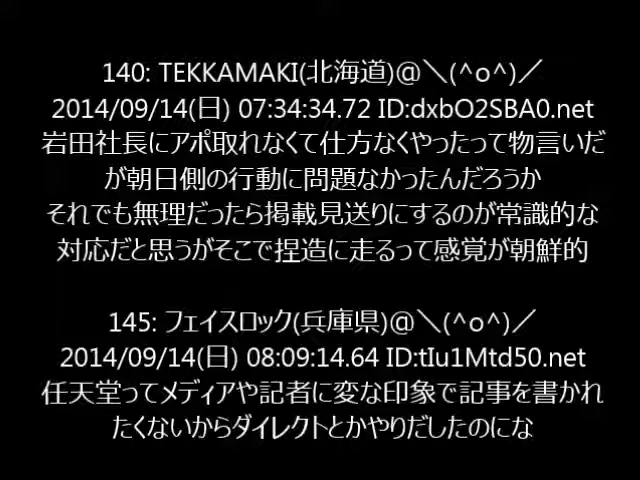 140: TEKKAMAKI(北海道)@＼(^o^)／
2014/09/14(日) 07:34:34.72 ID:dxbO2SBA0.net
岩田社長にアポ取れなくて仕方なくやったって物言いだ
が朝日側の行動に問題なかったんだろうか
それでも無理だったら掲載見送りにするのが常識的な
対応だと思うがそこで捏造に走るって感覚が朝鮮的
145: フェイスロック(兵庫県)@＼(^o^)／
2014/09/14(日) 08:09:14.64 ID:tIu1Mtd50.net
任天堂ってメディアや記者に変な印象で記事を書かれ
たくないからダイレクトとかやりだしたのにな